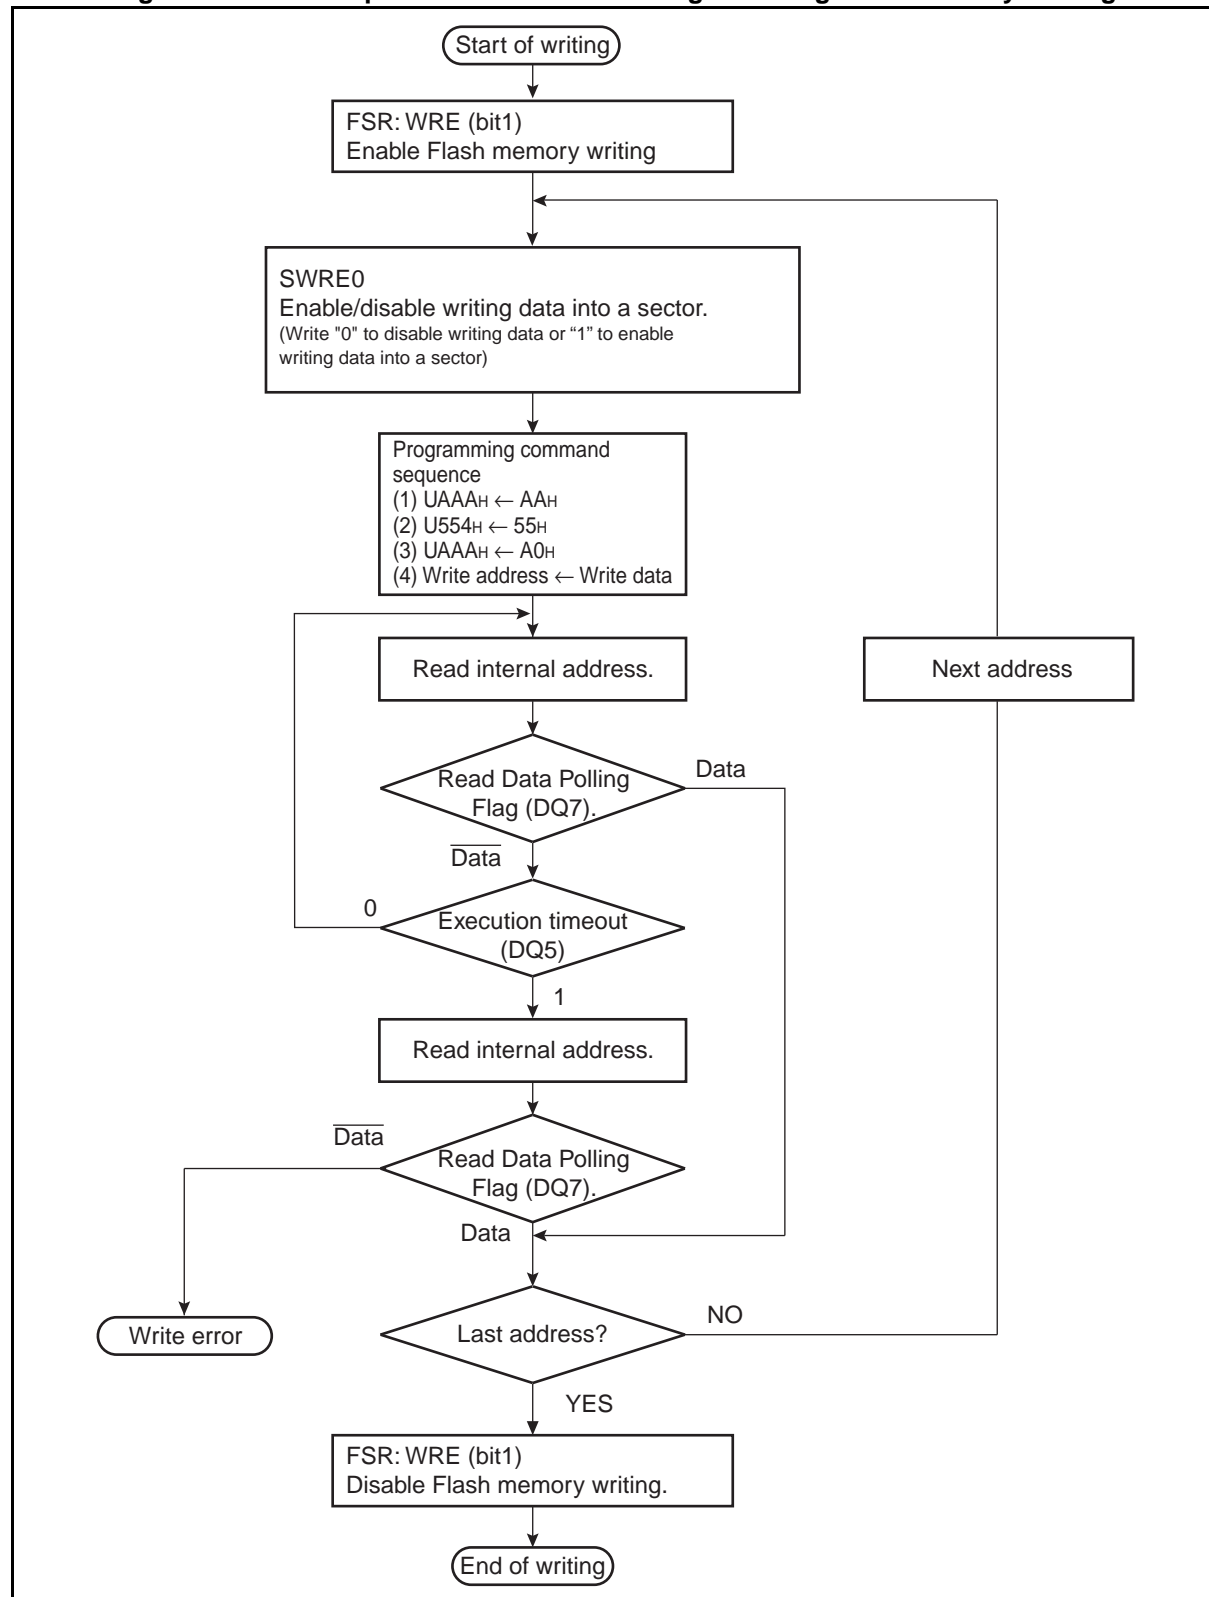 Start of writing
FSR: WRE (bit1)
Enable Flash memory writing
SWRE0
Enable/disable writing data into a sector.
(Write "0" to disable writing data or “1” to enable
writing data into a sector)
Programming command
sequence
(1) UAAAH ← AAH
(2) U554H ← 55H
(3) UAAAH ← A0H
(4) Write address ← Write data
Read internal address.
Next address
Read Data Polling
Flag (DQ7).
Data
Data
0
Execution timeout
(DQ5)
1
Read internal address.
Data
Read Data Polling
Flag (DQ7).
Data
Write error
Last address?
NO
YES
FSR: WRE (bit1)
Disable Flash memory writing.
End of writing